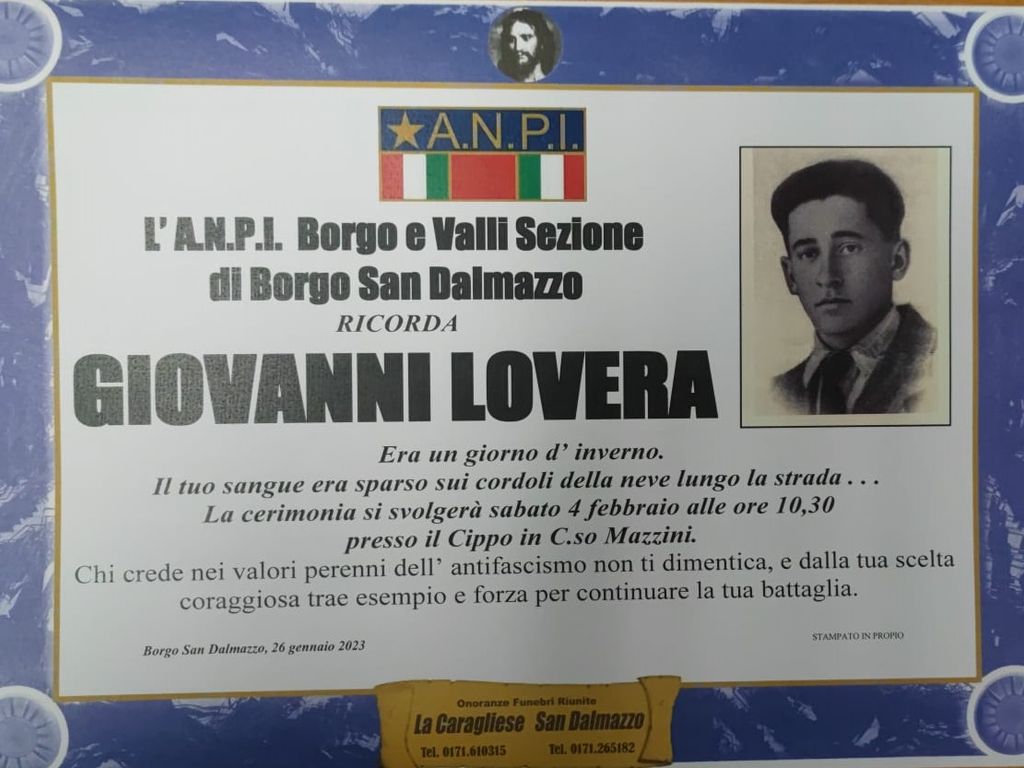 A.N.P.I.
L' A.N.P.I. Borgo e Valli Sezione
di Borgo San Dalmazzo
RICORDA
GIOVANNI LOVERA
Era un giorno d' inverno.
Il tuo sangue era sparso sui cordoli della neve lungo la strada . . .
La cerimonia si svolgerà sabato 4 febbraio alle ore 10,30
presso il Cippo in C.so Mazzini.
Chi crede nei valori perenni dell' antifascismo non ti dimentica, e dalla tua scelta
coraggiosa trae esempio e forza per continuare la tua battaglia.
STAMPATO IN PROPIO
Borgo San Dalmazzo, 26 gennaio 2023
Onoranze Funebri Riunite
La Caragliese San Dalmazzo
Tel. 0171.610315 Tel. 0171.265182